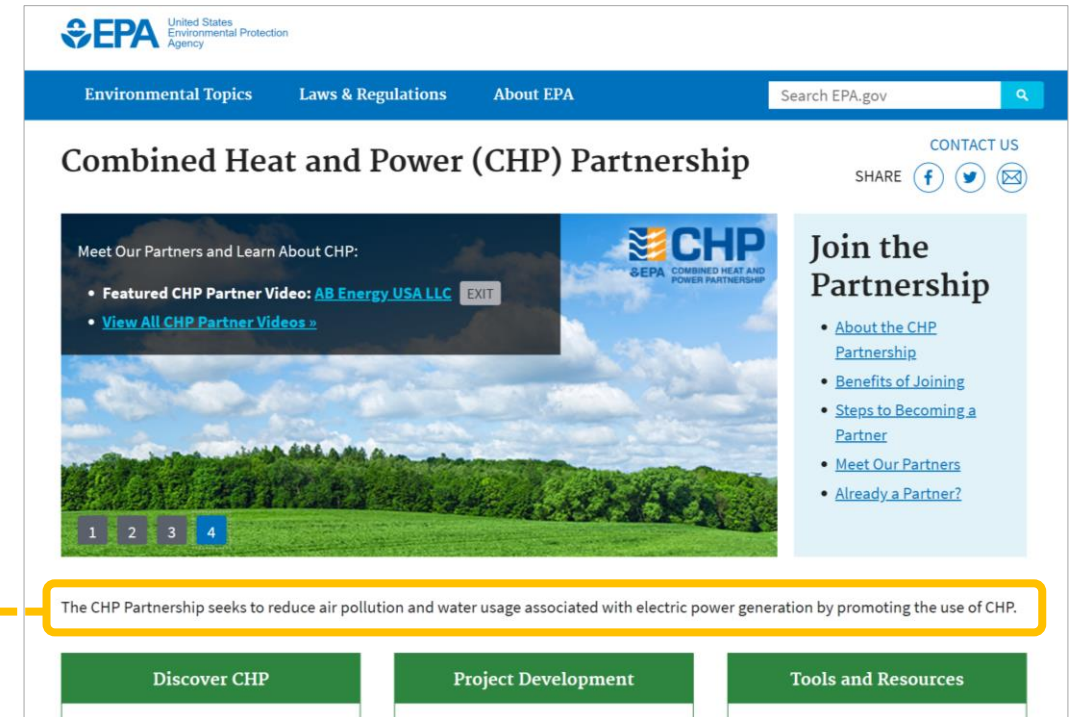 EPA
United States
Environmental Protection
Agency
Environmental Topics Laws & Regulations About EPA Search EPA.gov
Combined Heat and Power (CHP) Partnership
CONTACT US
SHARE
Meet Our Partners and Learn About CHP:
• Featured CHP Partner Video: AB Energy USA LLC EXIT
• View All CHP Partner Videos »
CHP
EPA COMBINED HEAT AND
POWER PARTNERSHIP
1 2 3 4
Join the
Partnership
• About the CHP
Partnership
• Benefits of Joining
• Steps to Becoming a
Partner
• Meet Our Partners
• Already a Partner?
The CHP Partnership seeks to reduce air pollution and water usage associated with electric power generation by promoting the use of CHP.
Discover CHP Project Development Tools and Resources